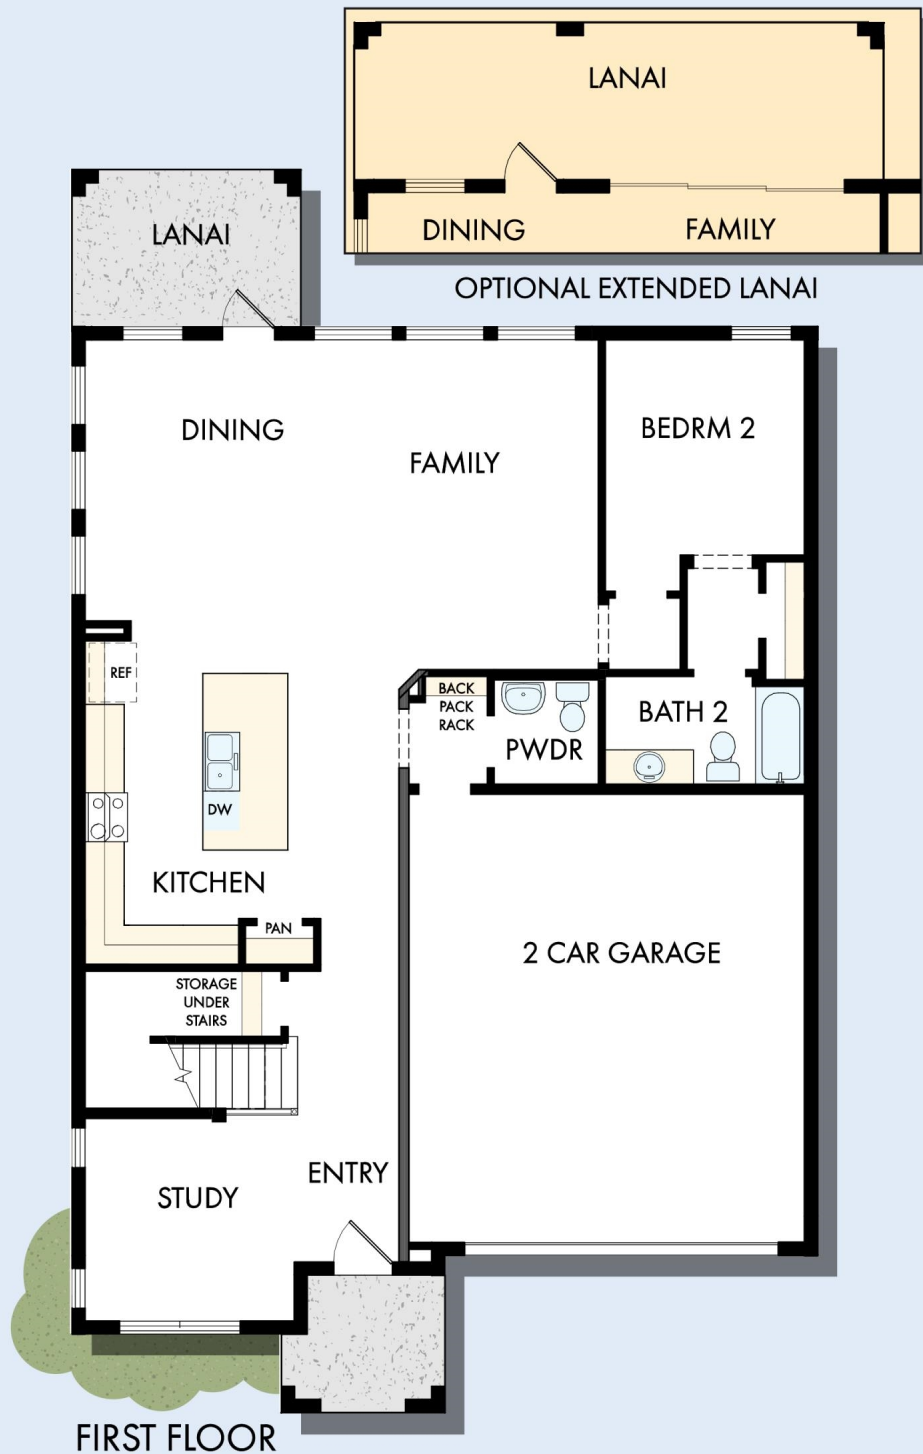 LANAI
DINING
FAMILY
OPTIONAL EXTENDED LANAI
LANAI
DINING
FAMILY
BEDRM 2
REF
BACK
PACK
RACK
PWDR
BATH 2
DW
KITCHEN
PAN
2 CAR GARAGE
STORAGE
UNDER
STAIRS
ENTRY
STUDY
FIRST FLOOR